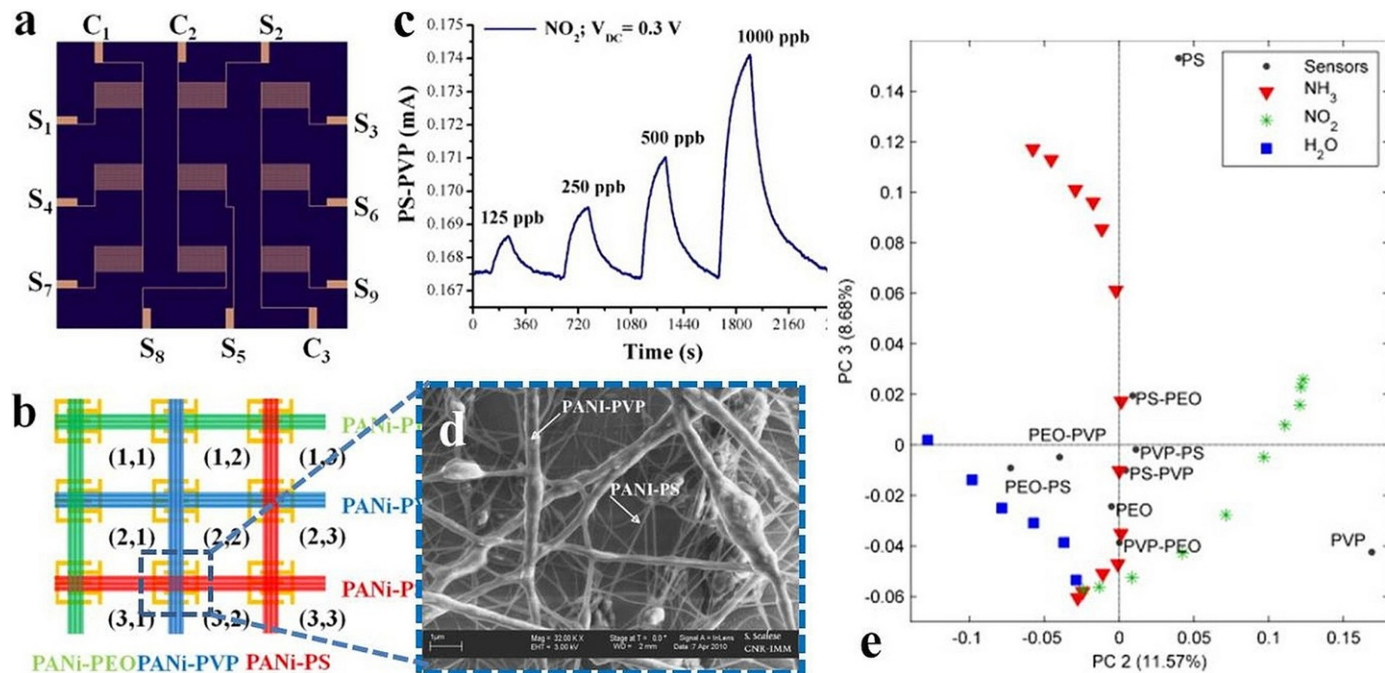 a
C₁ C₂ S₂
S₁ S₃
S₄ S₆
S₇ S₉
S₈ S₅ C₃
b
PANi-P
(1,1) (1,2) (1,3)
PANi-PV
(2,1) (2,2) (2,3)
PANi-PS
(3,1) (3,2) (3,3)
PANi-PEO PANi-PVP PANi-PS
c
NO₂; V_DC= 0.3 V
PS-PVP (mA)
0.175
0.174
0.173
0.172
0.171
0.170
0.169
0.168
0.167
125 ppb
250 ppb
500 ppb
1000 ppb
0 360 720 1080 1440 1800 2160
Time (s)
d
PANI-PVP
PANI-PS
1µm
Mag = 32.00 K X
EHT = 3.00 kV
Stage at T = 0.0 °
WD = 2 mm
Signal A = InLens
Date :7 Apr 2010
S. Scalese
CNR-IMM
e
PC 3 (8.68%)
0.14
0.12
0.1
0.08
0.06
0.04
0.02
0
-0.02
-0.04
-0.06
Sensors
NH₃
NO₂
H₂O
PS
PS-PEO
PEO-PVP
PVP-PS
PS-PVP
PEO-PS
PEO
PVP-PEO
PVP
-0.1 -0.05 0 0.05 0.1 0.15
PC 2 (11.57%)